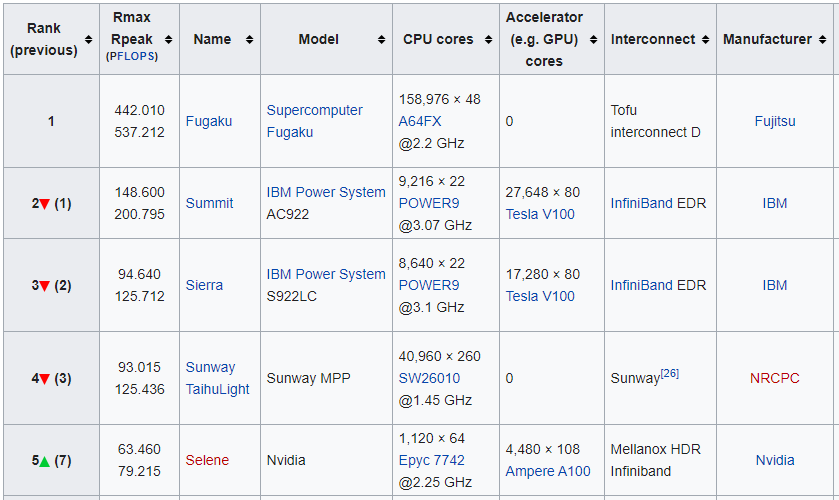 Rank
(previous)
Rmax
Rpeak
(PFLOPS)
Name
Model
CPU cores
Accelerator
(e.g. GPU)
cores
Interconnect
Manufacturer
1
442.010
537.212
Fugaku
Supercomputer
Fugaku
158,976 × 48
A64FX
@2.2 GHz
0
Tofu
interconnect D
Fujitsu
2▼ (1)
148.600
200.795
Summit
IBM Power System
AC922
9,216 × 22
POWER9
@3.07 GHz
27,648 × 80
Tesla V100
InfiniBand EDR
IBM
3▼ (2)
94.640
125.712
Sierra
IBM Power System
S922LC
8,640 × 22
POWER9
@3.1 GHz
17,280 × 80
Tesla V100
InfiniBand EDR
IBM
4▼ (3)
93.015
125.436
Sunway
TaihuLight
Sunway MPP
40,960 × 260
SW26010
@1.45 GHz
0
Sunway[26]
NRCPC
5▲ (7)
63.460
79.215
Selene
Nvidia
1,120 × 64
Epyc 7742
@2.25 GHz
4,480 × 108
Ampere A100
Mellanox HDR
Infiniband
Nvidia